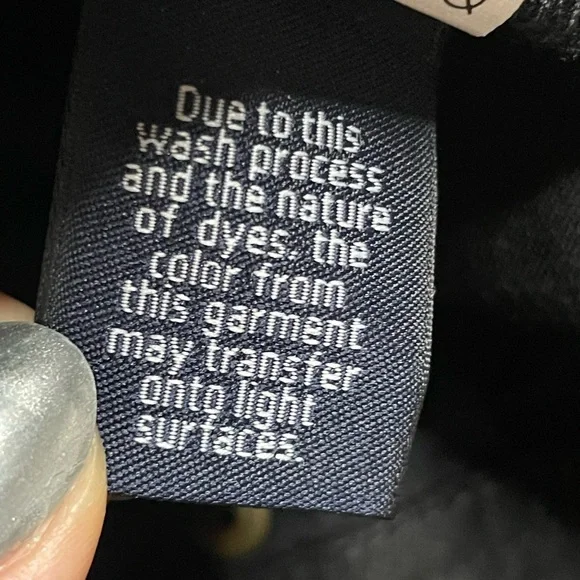 Due to this
wash process
and the nature
of dyes, the
color from
this garment
may transfer
onto light
surfaces.